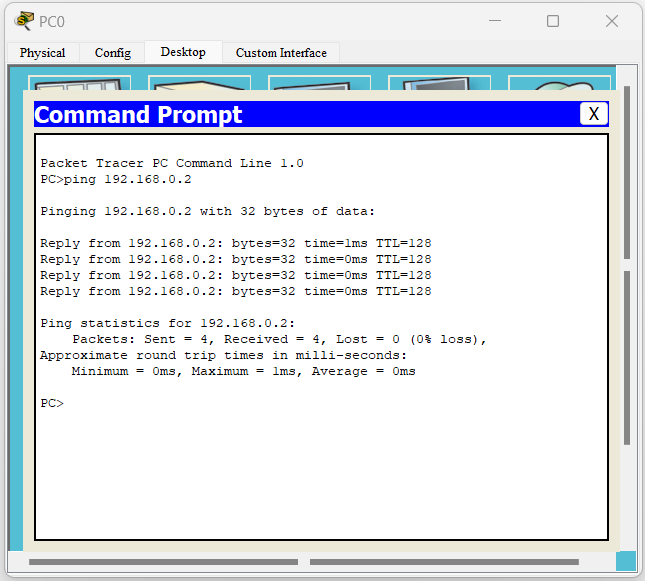 PC0
Physical Config Desktop Custom Interface
Command Prompt X
Packet Tracer PC Command Line 1.0
PC>ping 192.168.0.2
Pinging 192.168.0.2 with 32 bytes of data:
Reply from 192.168.0.2: bytes=32 time=1ms TTL=128
Reply from 192.168.0.2: bytes=32 time=0ms TTL=128
Reply from 192.168.0.2: bytes=32 time=0ms TTL=128
Reply from 192.168.0.2: bytes=32 time=0ms TTL=128
Ping statistics for 192.168.0.2:
    Packets: Sent = 4, Received = 4, Lost = 0 (0% loss),
Approximate round trip times in milli-seconds:
    Minimum = 0ms, Maximum = 1ms, Average = 0ms
PC>